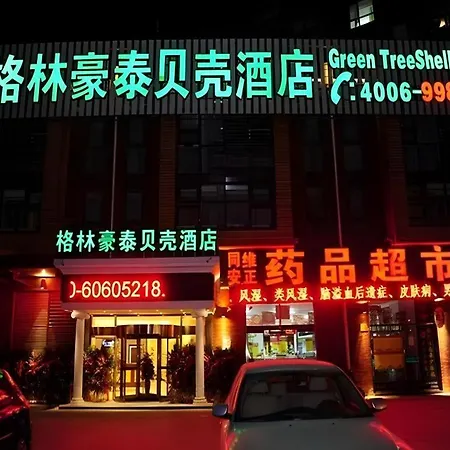 格林豪泰贝壳酒店
Green TreeShell
:4006-998
格林豪泰贝壳酒店
0-60605218.
同维
安正
药品超市
风湿、类风湿、脑溢血后遗症、皮肤病、男